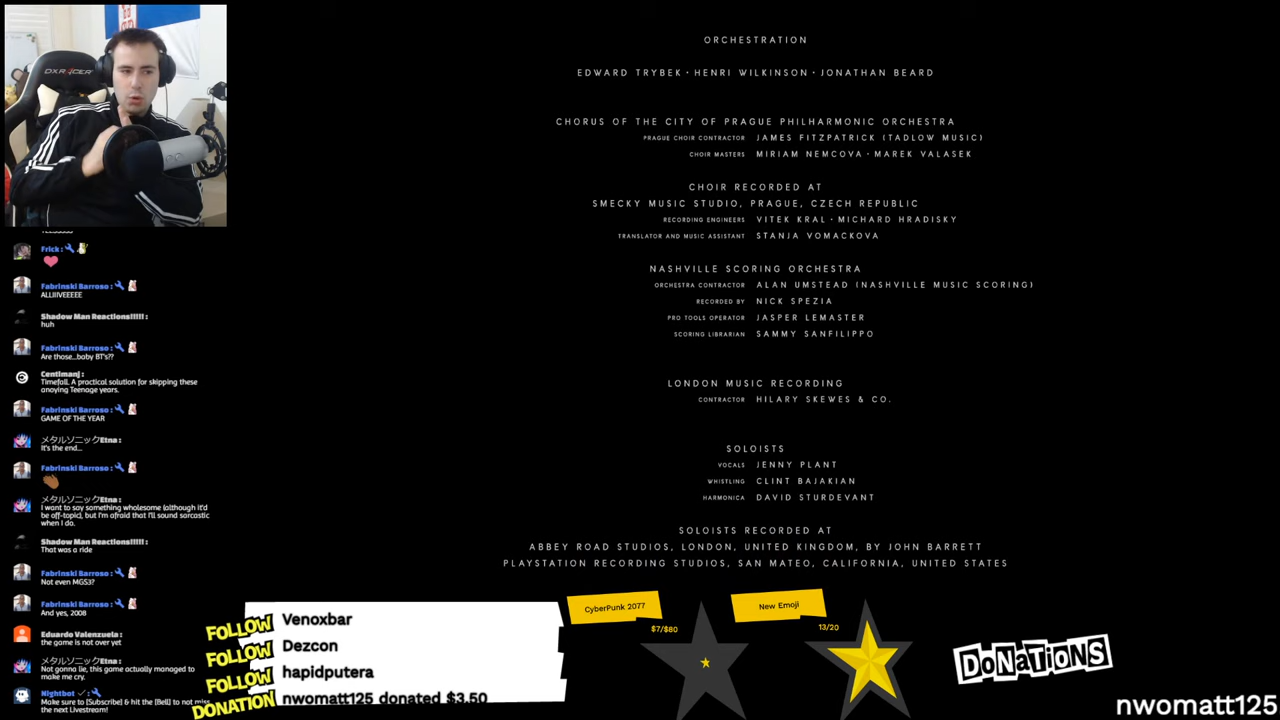 DXRACER
Frick :
Fabrinski Barroso :
ALLIIVEEEEE
Shadow Man Reactions!!!!! :
huh
Fabrinski Barroso :
Are those...baby BT's??
Centimanj :
Timefall. A practical solution for skipping these
anoying Teenage years.
Fabrinski Barroso :
GAME OF THE YEAR
メタルソニックEtna :
It's the end...
Fabrinski Barroso :
メタルソニックEtna :
I want to say something wholesome (although it'd
be off-topic), but I'm afraid that I'll sound sarcastic
when I do.
Shadow Man Reactions!!!!! :
That was a ride
Fabrinski Barroso :
Not even MGS3?
Fabrinski Barroso :
And yes, 2008
Eduardo Valenzuela :
the game is not over yet
メタルソニックEtna :
Not gonna lie, this game actually managed to
make me cry.
Nightbot ✓ :
Make sure to [Subscribe] & hit the [Bell] to not miss
the next Livestream!
ORCHESTRATION
EDWARD TRYBEK · HENRI WILKINSON · JONATHAN BEARD
CHORUS OF THE CITY OF PRAGUE PHILHARMONIC ORCHESTRA
PRAGUE CHOIR CONTRACTOR JAMES FITZPATRICK (TADLOW MUSIC)
CHOIR MASTERS MIRIAM NEMCOVA · MAREK VALASEK
CHOIR RECORDED AT
SMECKY MUSIC STUDIO, PRAGUE, CZECH REPUBLIC
RECORDING ENGINEERS VITEK KRAL · MICHARD HRADISKY
TRANSLATOR AND MUSIC ASSISTANT STANJA VOMACKOVA
NASHVILLE SCORING ORCHESTRA
ORCHESTRA CONTRACTOR ALAN UMSTEAD (NASHVILLE MUSIC SCORING)
RECORDED BY NICK SPEZIA
PRO TOOLS OPERATOR JASPER LEMASTER
SCORING LIBRARIAN SAMMY SANFILIPPO
LONDON MUSIC RECORDING
CONTRACTOR HILARY SKEWES & CO.
SOLOISTS
VOCALS JENNY PLANT
WHISTLING CLINT BAJAKIAN
HARMONICA DAVID STURDEVANT
SOLOISTS RECORDED AT
ABBEY ROAD STUDIOS, LONDON, UNITED KINGDOM, BY JOHN BARRETT
PLAYSTATION RECORDING STUDIOS, SAN MATEO, CALIFORNIA, UNITED STATES
FOLLOW Venoxbar
FOLLOW Dezcon
FOLLOW hapidputera
DONATION nwomatt125 donated $3.50
CyberPunk 2077
$7/$80
New Emoji
13/20
DONATIONS
nwomatt125